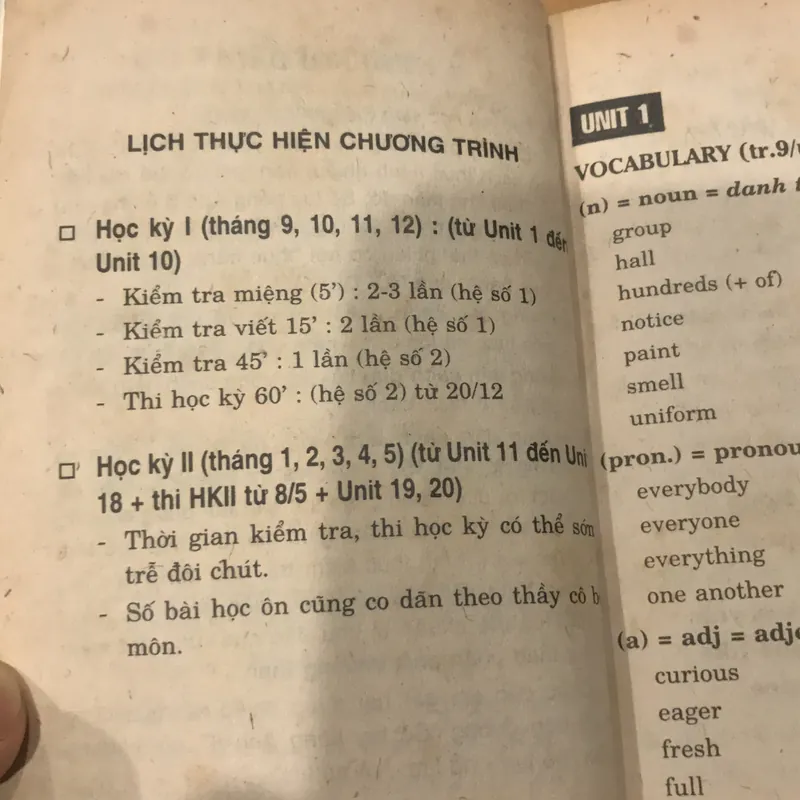 LỊCH THỰC HIỆN CHƯƠNG TRÌNH
Học kỳ I (tháng 9, 10, 11, 12) : (từ Unit 1 đến
Unit 10)
- Kiểm tra miệng (5') : 2-3 lần (hệ số 1)
- Kiểm tra viết 15' : 2 lần (hệ số 1)
- Kiểm tra 45' : 1 lần (hệ số 2)
- Thi học kỳ 60' : (hệ số 2) từ 20/12
Học kỳ II (tháng 1, 2, 3, 4, 5) (từ Unit 11 đến Uni
18 + thi HKII từ 8/5 + Unit 19, 20)
- Thời gian kiểm tra, thi học kỳ có thể sớm
trễ đôi chút.
- Số bài học ôn cũng co dãn theo thầy cô b
môn.
UNIT 1
VOCABULARY (tr.9/
(n) = noun = danh t
group
hall
hundreds (+ of)
notice
paint
smell
uniform
(pron.) = pronou
everybody
everyone
everything
one another
(a) = adj = adje
curious
eager
fresh
full